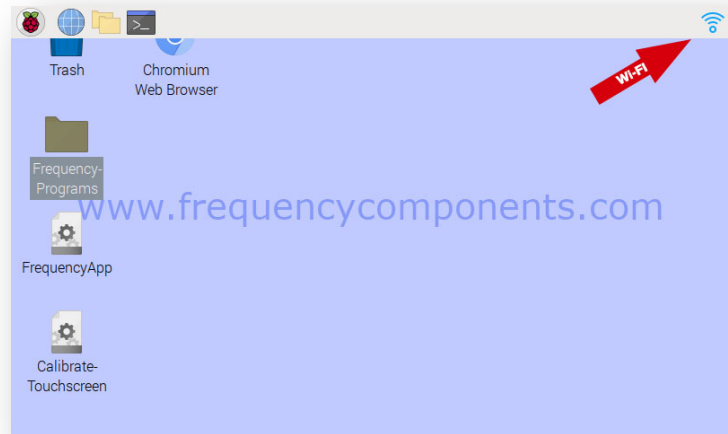 >_
WI-FI
Trash
Chromium
Web Browser
Frequency-
Programs
www.frequencycomponents.com
FrequencyApp
Calibrate-
Touchscreen